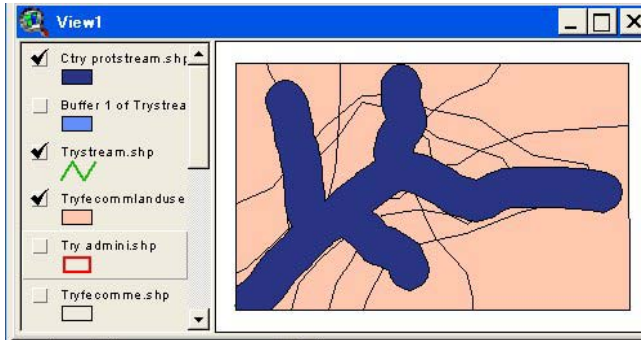 View1
Ctry protstream.shp
Buffer 1 of Trystrea
Trystream.shp
Tryfecommlanduse
Try admini.shp
Tryfecomme.shp